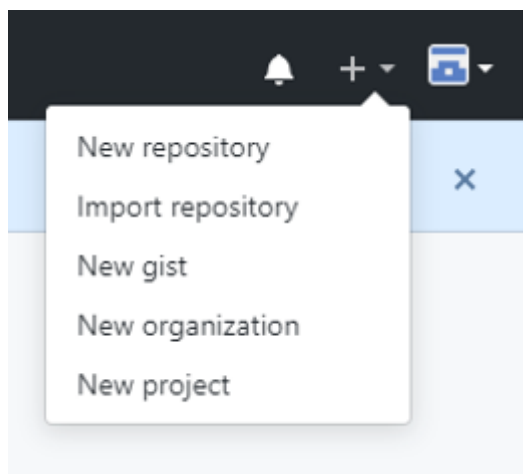 New repository
Import repository
New gist
New organization
New project